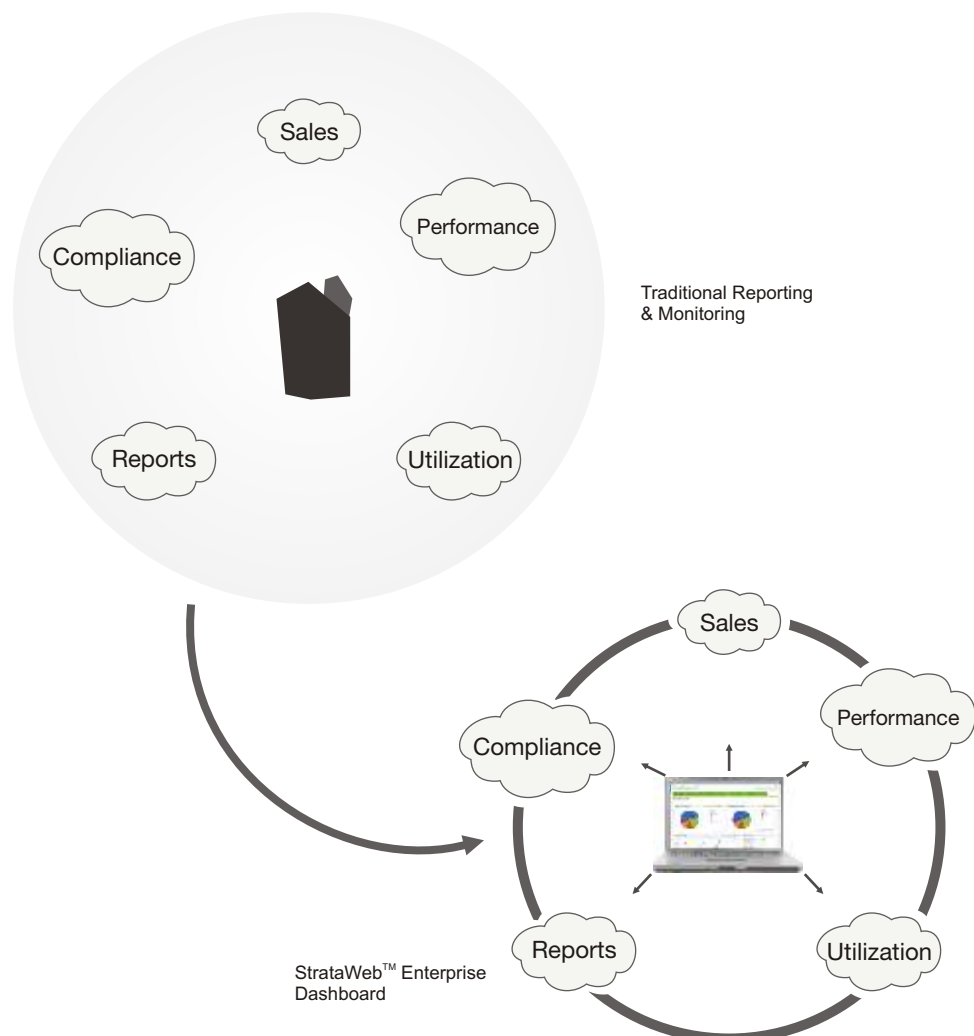 Sales
Performance
Compliance
Traditional Reporting
& Monitoring
Reports
Utilization
Sales
Performance
Compliance
Reports
Utilization
StrataWeb™ Enterprise
Dashboard